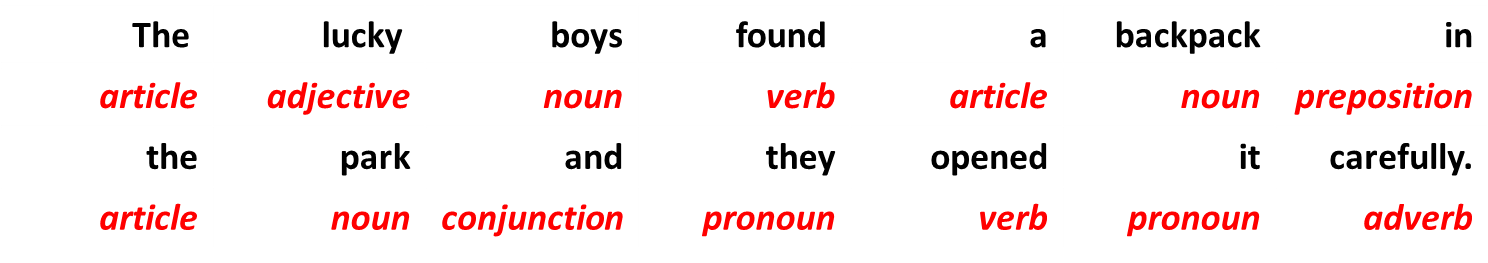 The lucky boys found a backpack in
article adjective noun verb article noun preposition
the park and they opened it carefully.
article noun conjunction pronoun verb pronoun adverb